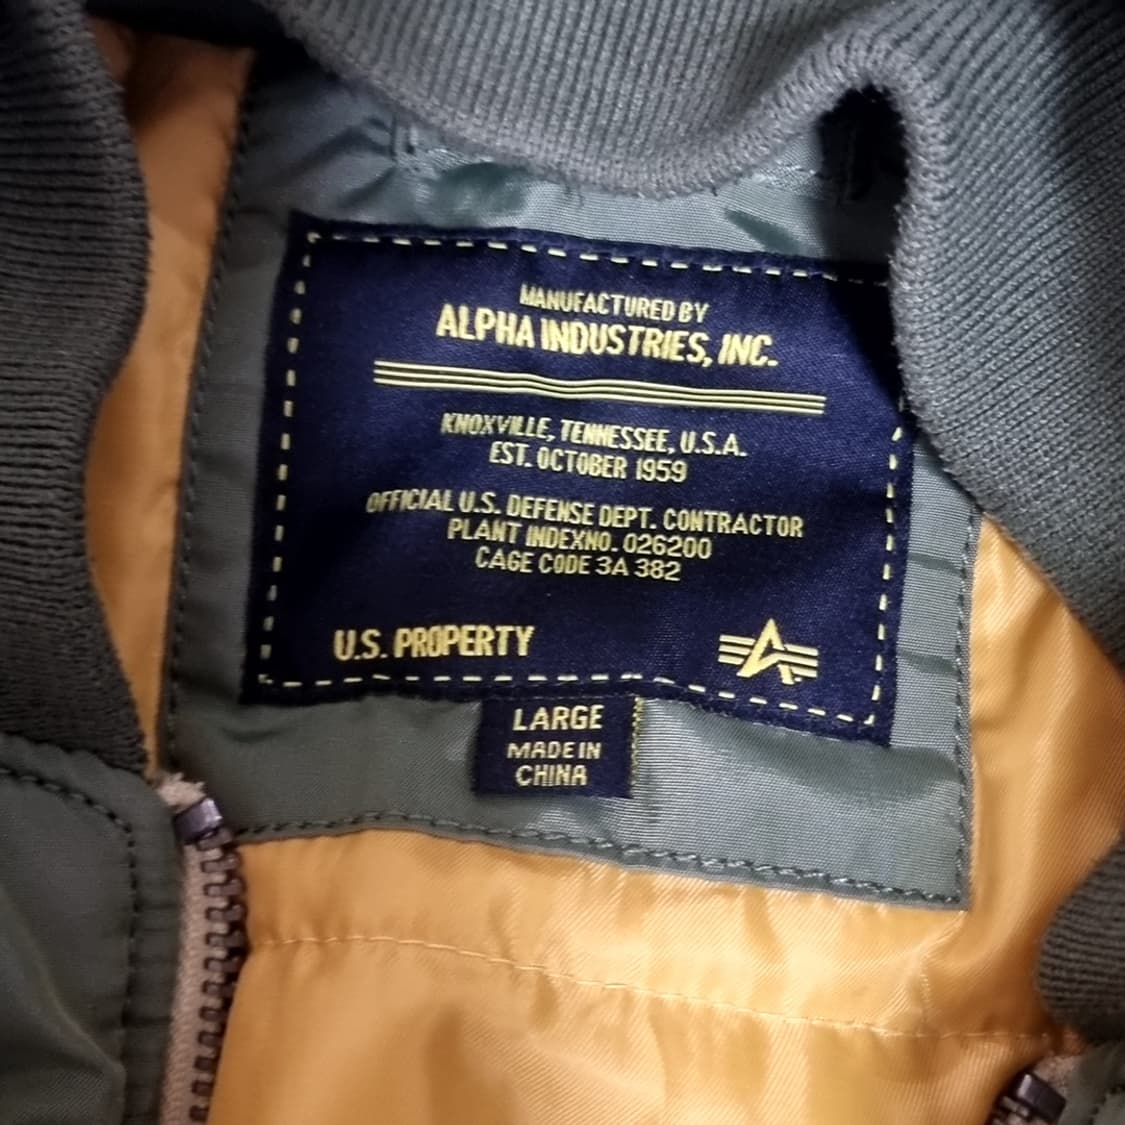 MANUFACTURED BY
ALPHA INDUSTRIES, INC.
KNOXVILLE, TENNESSEE, U.S.A.
EST. OCTOBER 1959
OFFICIAL U.S. DEFENSE DEPT. CONTRACTOR
PLANT INDEXNO. 026200
CAGE CODE 3A 382
U.S. PROPERTY
LARGE
MADE IN
CHINA